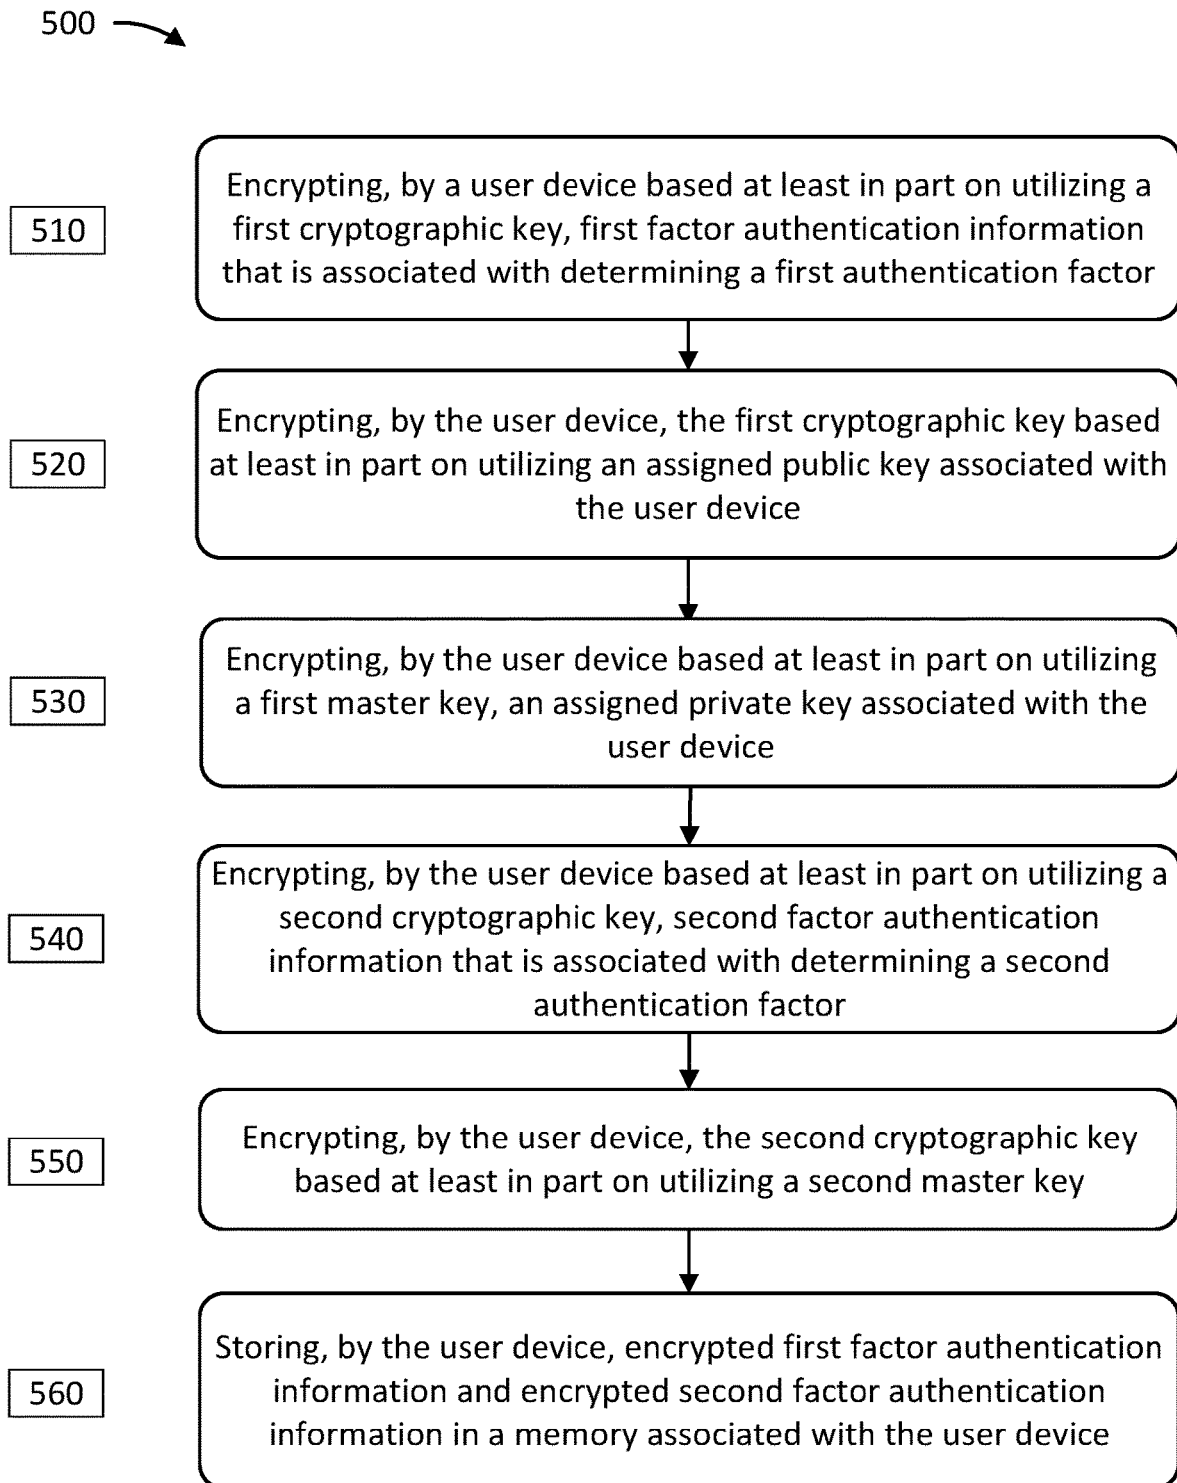 500
510
Encrypting, by a user device based at least in part on utilizing a
first cryptographic key, first factor authentication information
that is associated with determining a first authentication factor
520
Encrypting, by the user device, the first cryptographic key based
at least in part on utilizing an assigned public key associated with
the user device
530
Encrypting, by the user device based at least in part on utilizing
a first master key, an assigned private key associated with the
user device
540
Encrypting, by the user device based at least in part on utilizing a
second cryptographic key, second factor authentication
information that is associated with determining a second
authentication factor
550
Encrypting, by the user device, the second cryptographic key
based at least in part on utilizing a second master key
560
Storing, by the user device, encrypted first factor authentication
information and encrypted second factor authentication
information in a memory associated with the user device